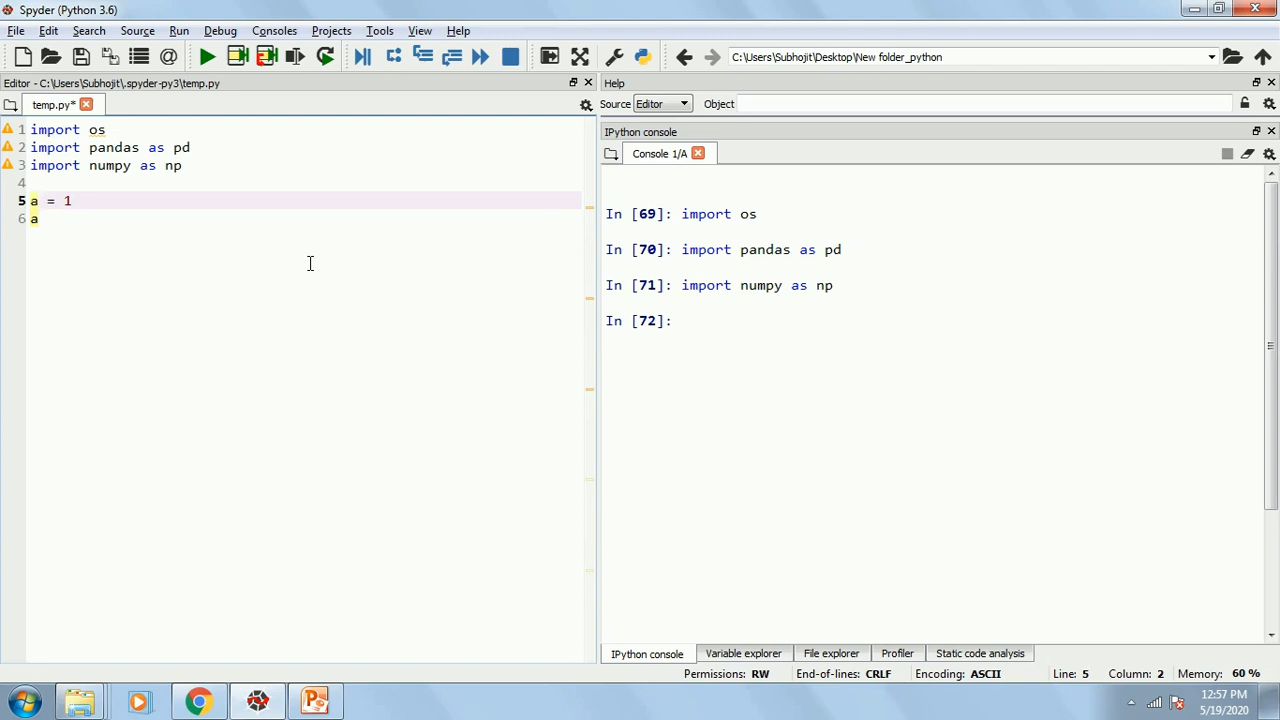 Spyder (Python 3.6)
File Edit Search Source Run Debug Consoles Projects Tools View Help
C:\Users\Subhojit\Desktop\New folder_python
Editor - C:\Users\Subhojit\.spyder-py3\temp.py
temp.py*
1 import os
2 import pandas as pd
3 import numpy as np
4
5 a = 1
6 a
Help
Source Editor Object
IPython console
Console 1/A
In [69]: import os
In [70]: import pandas as pd
In [71]: import numpy as np
In [72]:
IPython console Variable explorer File explorer Profiler Static code analysis
Permissions: RW End-of-lines: CRLF Encoding: ASCII Line: 5 Column: 2 Memory: 60 %
12:57 PM
5/19/2020